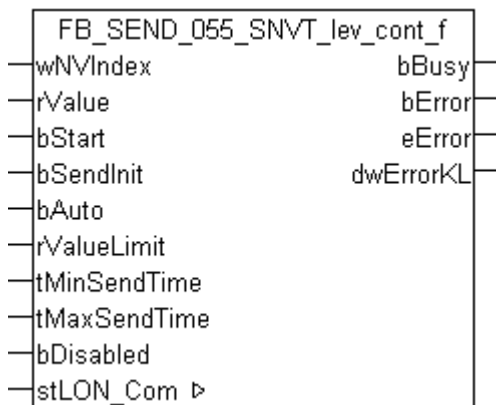 FB_SEND_055_SNVT_lev_cont_f
wNVIndex bBusy
rValue bError
bStart eError
bSendInit dwErrorKL
bAuto
rValueLimit
tMinSendTime
tMaxSendTime
bDisabled
stLON_Com ▷